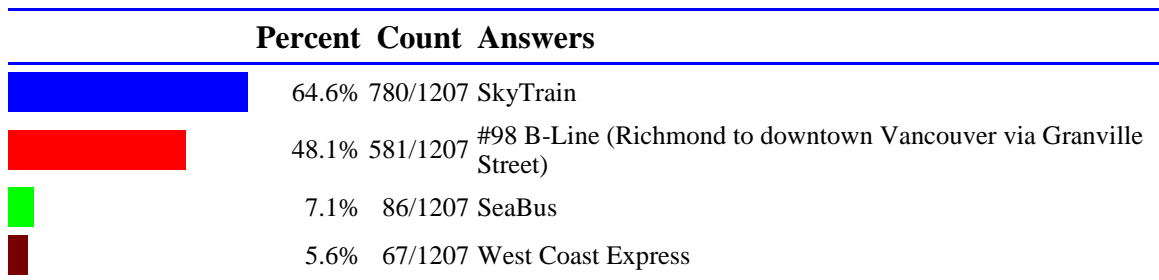 Percent Count Answers
64.6% 780/1207 SkyTrain
48.1% 581/1207 #98 B-Line (Richmond to downtown Vancouver via Granville
Street)
7.1% 86/1207 SeaBus
5.6% 67/1207 West Coast Express